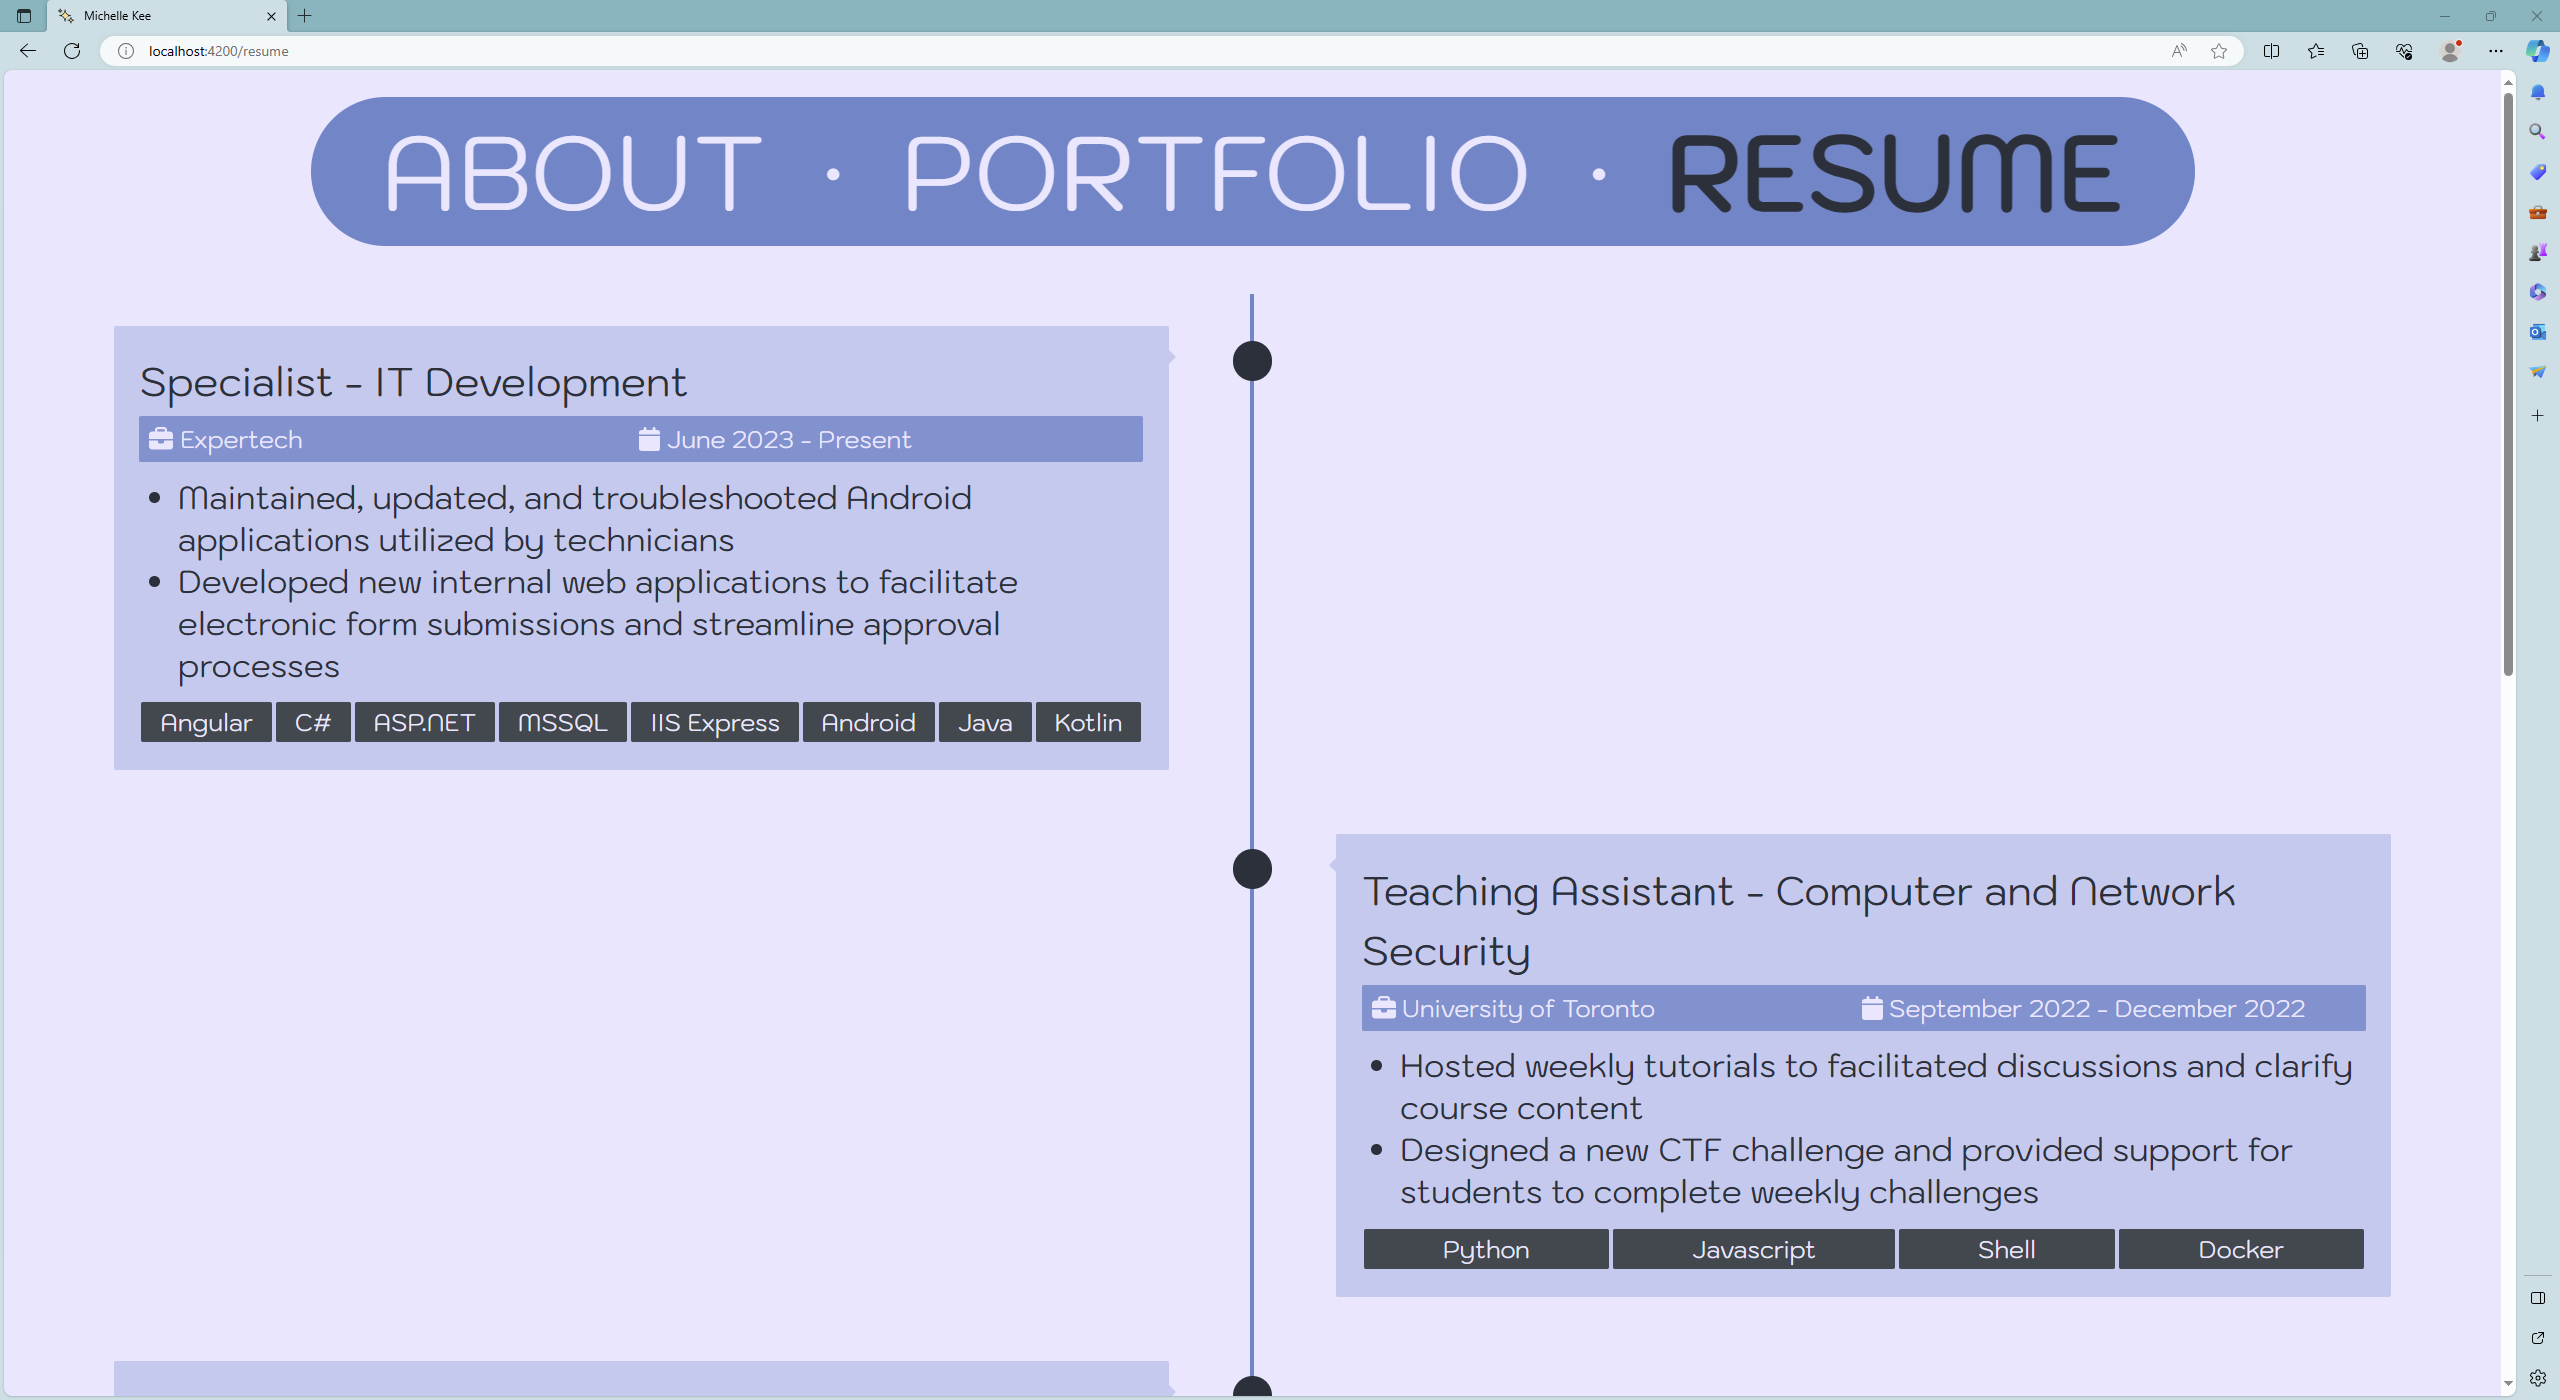 Michelle Kee
localhost:4200/resume
ABOUT · PORTFOLIO · RESUME
Specialist - IT Development
Expertech June 2023 - Present
• Maintained, updated, and troubleshooted Android
applications utilized by technicians
• Developed new internal web applications to facilitate
electronic form submissions and streamline approval
processes
Angular C# ASP.NET MSSQL IIS Express Android Java Kotlin
Teaching Assistant - Computer and Network
Security
University of Toronto September 2022 - December 2022
• Hosted weekly tutorials to facilitated discussions and clarify
course content
• Designed a new CTF challenge and provided support for
students to complete weekly challenges
Python Javascript Shell Docker